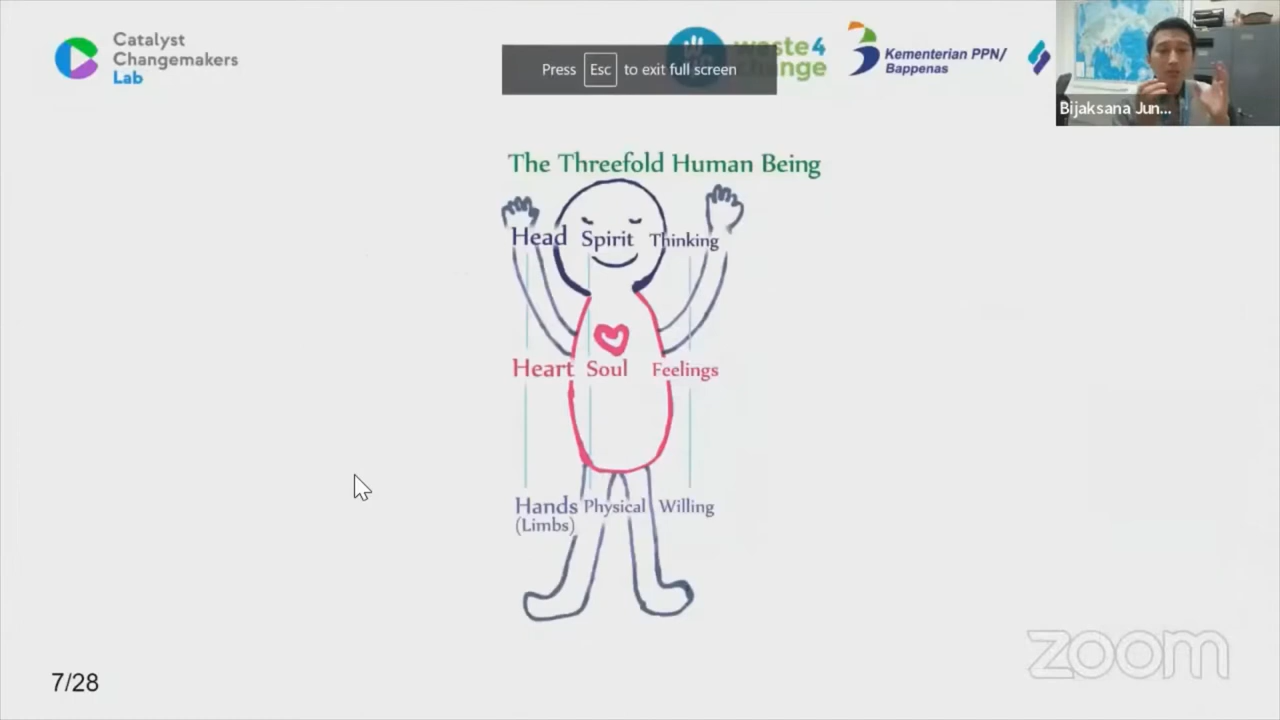 Catalyst
Changemakers
Lab
Press Esc to exit full screen
waste4
change
Kementerian PPN/
Bappenas
Bijaksana Jun...
The Threefold Human Being
Head Spirit Thinking
Heart Soul Feelings
Hands Physical Willing
(Limbs)
zoom
7/28